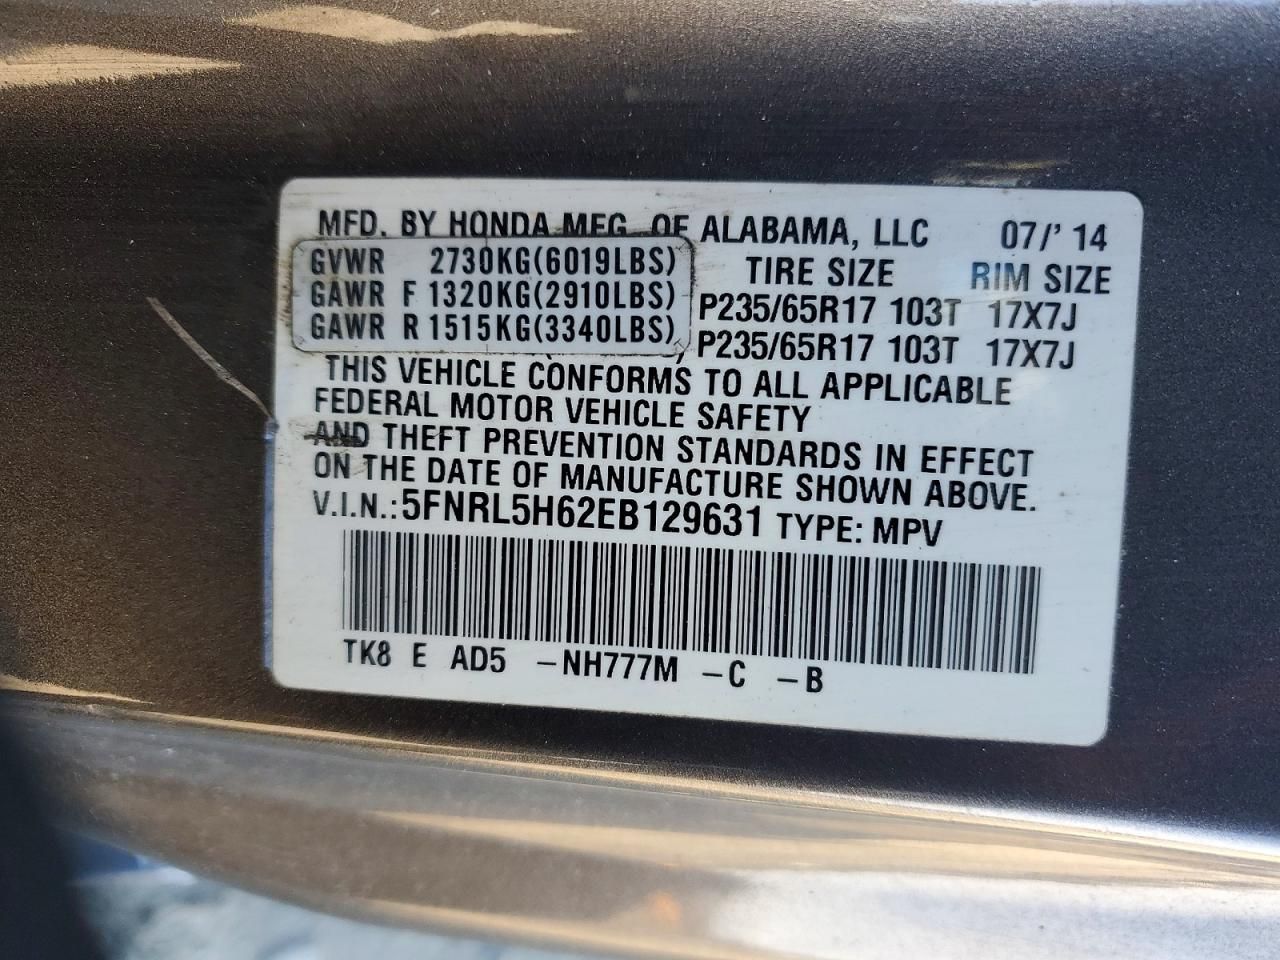 MFD. BY HONDA MFG. OF ALABAMA, LLC 07/'14
GVWR 2730KG(6019LBS) TIRE SIZE RIM SIZE
GAWR F 1320KG(2910LBS) P235/65R17 103T 17X7J
GAWR R 1515KG(3340LBS), P235/65R17 103T 17X7J
THIS VEHICLE CONFORMS TO ALL APPLICABLE
FEDERAL MOTOR VEHICLE SAFETY
AND THEFT PREVENTION STANDARDS IN EFFECT
ON THE DATE OF MANUFACTURE SHOWN ABOVE.
V.I.N.: 5FNRL5H62EB129631 TYPE: MPV
TK8 E AD5 -NH777M -C -B